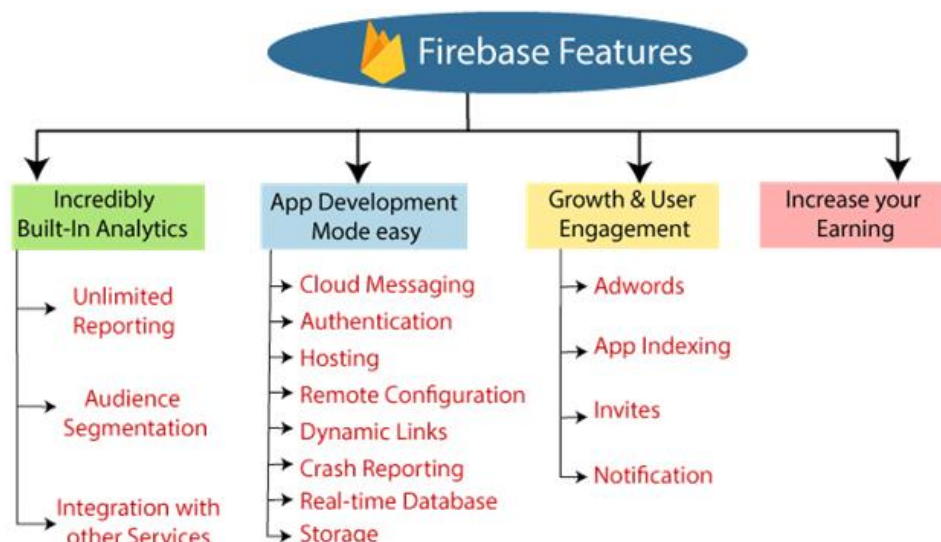 Firebase Features
Incredibly
Built-In Analytics
Unlimited
Reporting
Audience
Segmentation
Integration with
other Services
App Development
Mode easy
Cloud Messaging
Authentication
Hosting
Remote Configuration
Dynamic Links
Crash Reporting
Real-time Database
Storage
Growth & User
Engagement
Adwords
App Indexing
Invites
Notification
Increase your
Earning